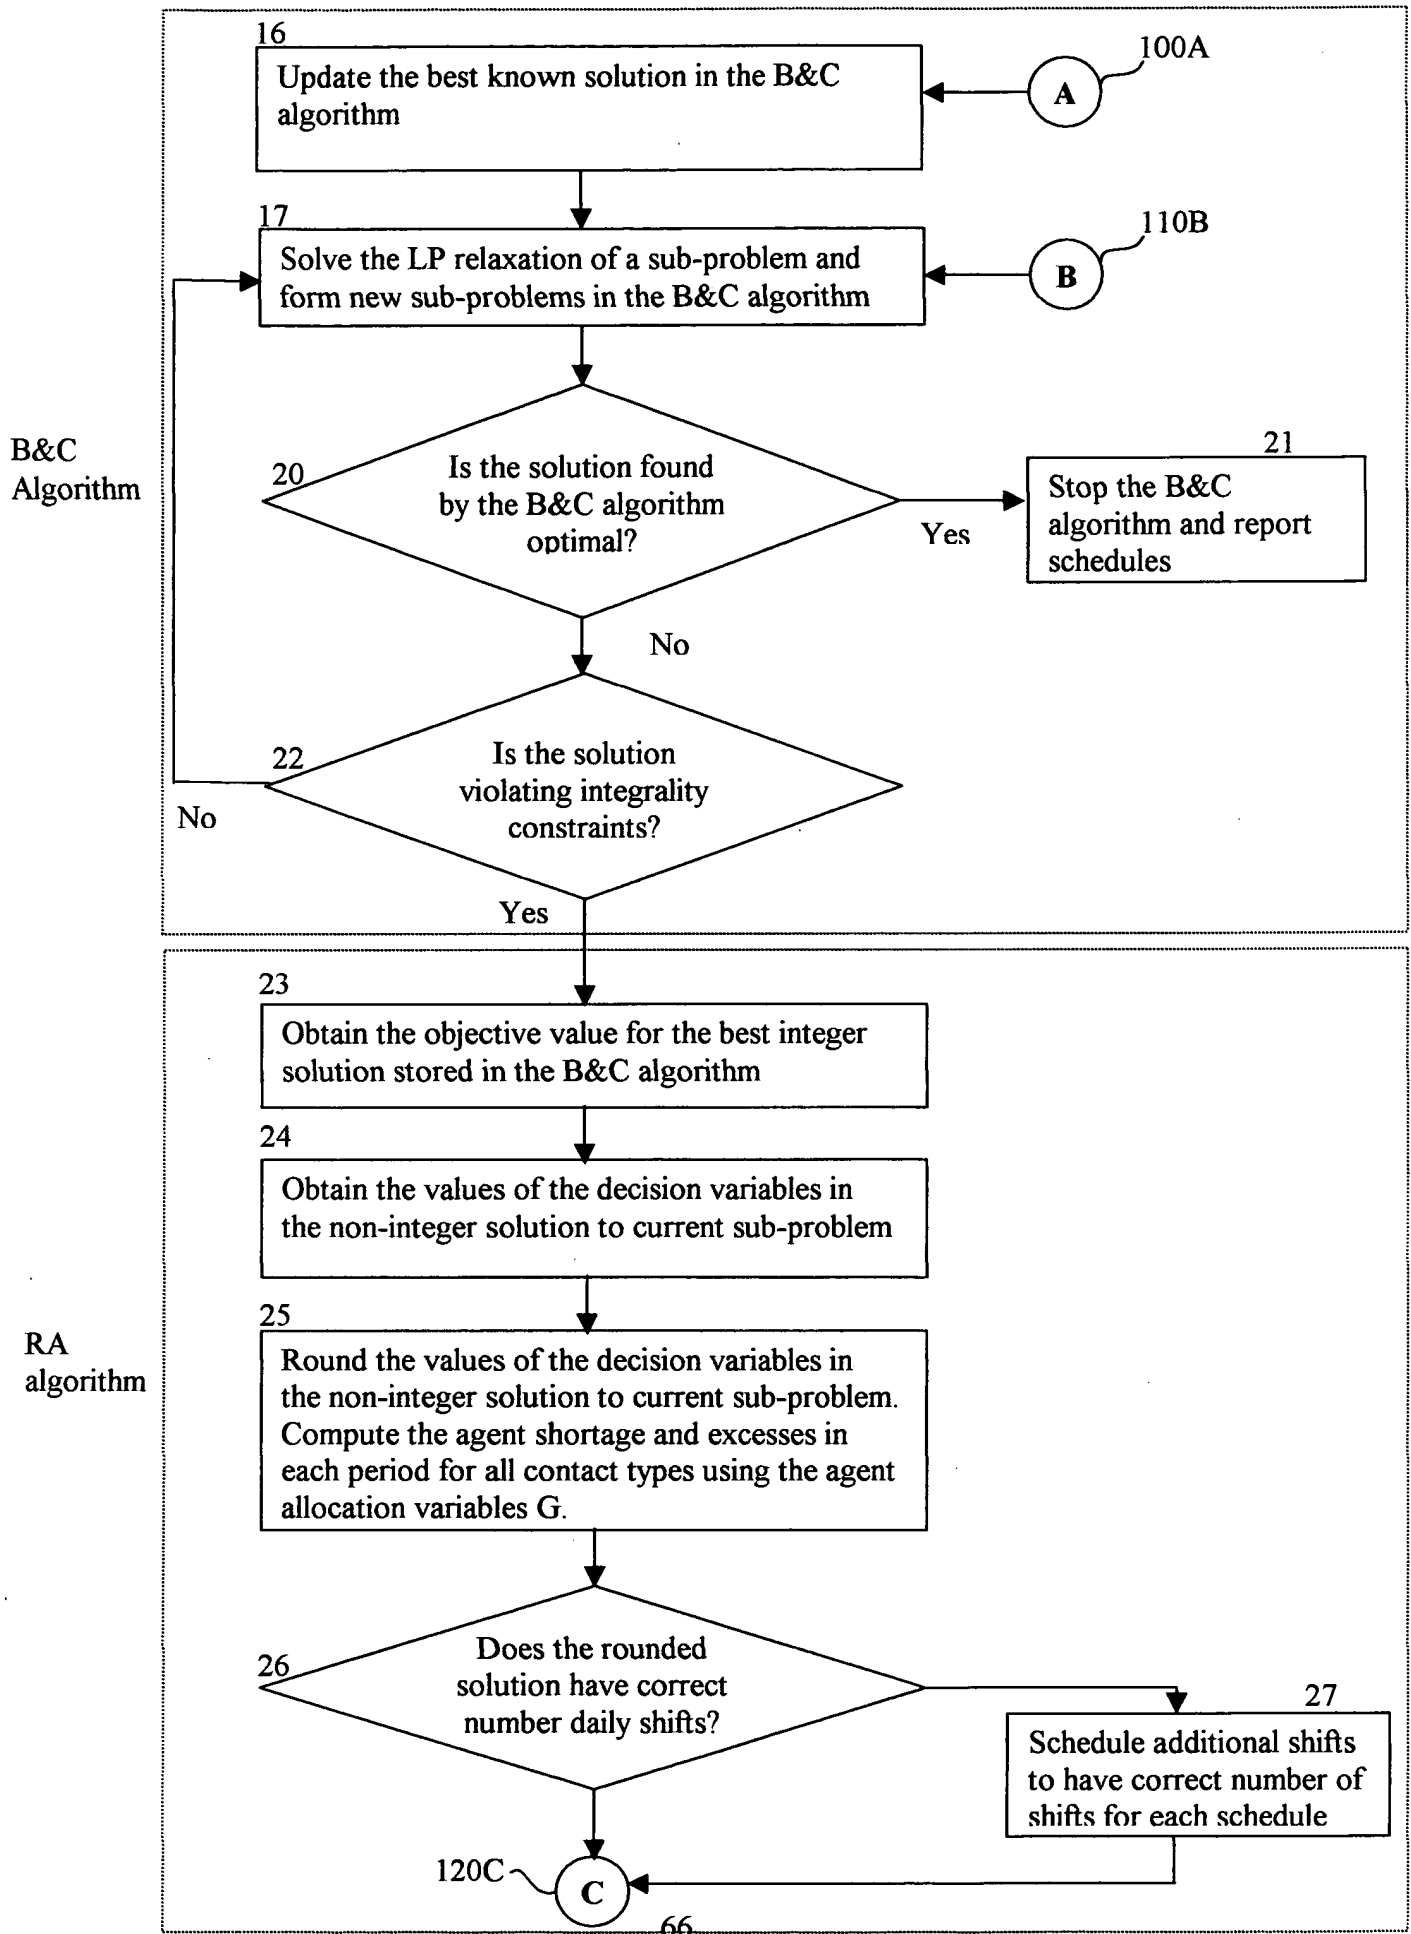 16
Update the best known solution in the B&C
algorithm
A
100A
17
Solve the LP relaxation of a sub-problem and
form new sub-problems in the B&C algorithm
B
110B
B&C
Algorithm
20
Is the solution found
by the B&C algorithm
optimal?
Yes
21
Stop the B&C
algorithm and report
schedules
No
22
Is the solution
violating integrality
constraints?
No
Yes
23
Obtain the objective value for the best integer
solution stored in the B&C algorithm
24
Obtain the values of the decision variables in
the non-integer solution to current sub-problem
RA
algorithm
25
Round the values of the decision variables in
the non-integer solution to current sub-problem.
Compute the agent shortage and excesses in
each period for all contact types using the agent
allocation variables G.
26
Does the rounded
solution have correct
number daily shifts?
27
Schedule additional shifts
to have correct number of
shifts for each schedule
120C
C
66